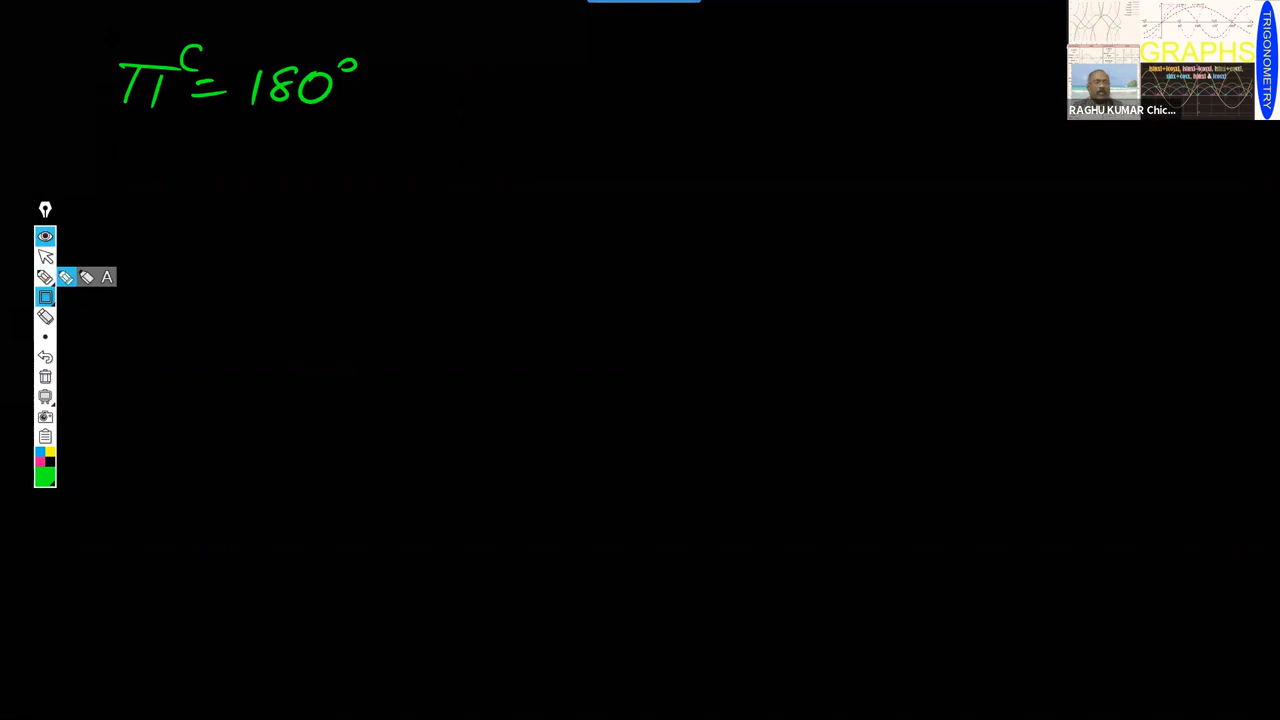 π^c = 180°
GRAPHS
TRIGONOMETRY
RAGHU KUMAR Chic...
A